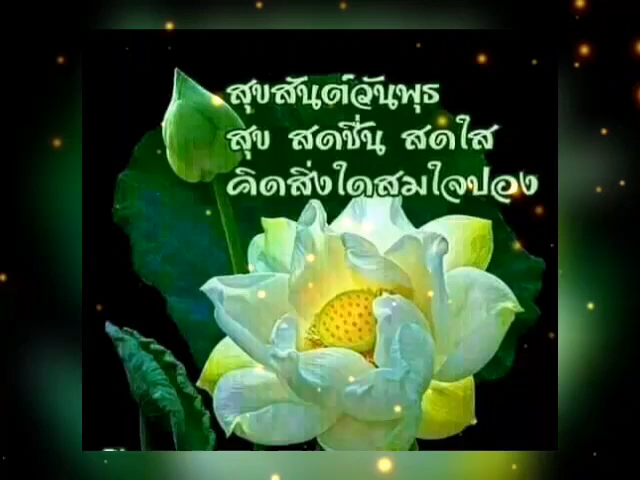 สุขสันต์วันพุธ
สุข สดชื่น สดใส
คิดสิ่งใดสมใจปอง